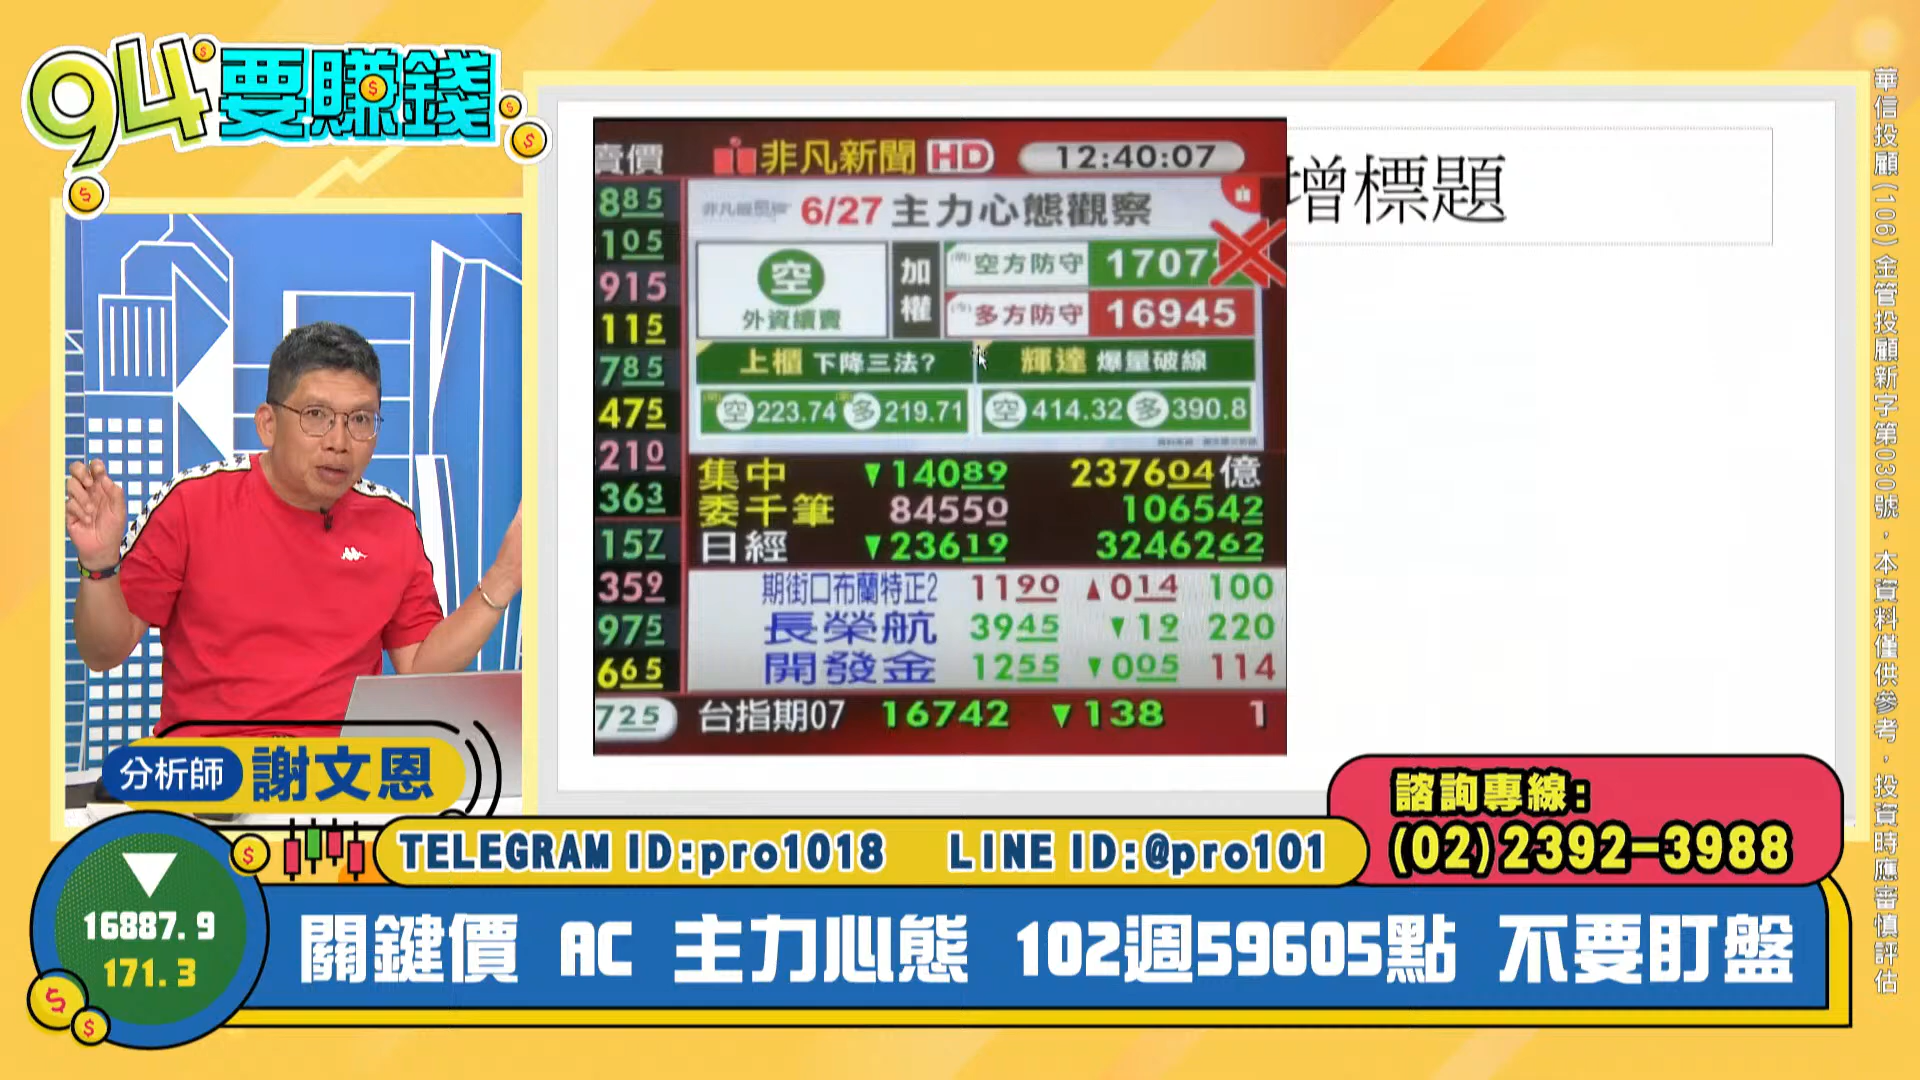 94要賺錢
賣價
非凡新聞 HD
12:40:07
增標題
6/27 主力心態觀察
空
外資續賣
加權
空方防守
多方防守 16945
上櫃 下降三法?
輝達 爆量破線
空 223.74 多 219.71
空 414.32 多 390.8
885
105
915
115
785
475
210
363
157
359
975
665
725
集中 ▼14089 237604億
委千筆 84550 106542
日經 ▼23619 3246262
期街口布蘭特正2 1190 ▲014 100
長榮航 3945 ▼19 220
開發金 1255 ▼005 114
台指期07 16742 ▼138 1
分析師 謝文恩
TELEGRAM ID:pro1018 LINE ID:@pro101
諮詢專線:
(02)2392-3988
▼
16887.9
171.3
關鍵價 AC 主力心態 102週59605點 不要盯盤
華信投顧(106)金管投顧新字第030號，本資料僅供參考，投資時應審慎評估